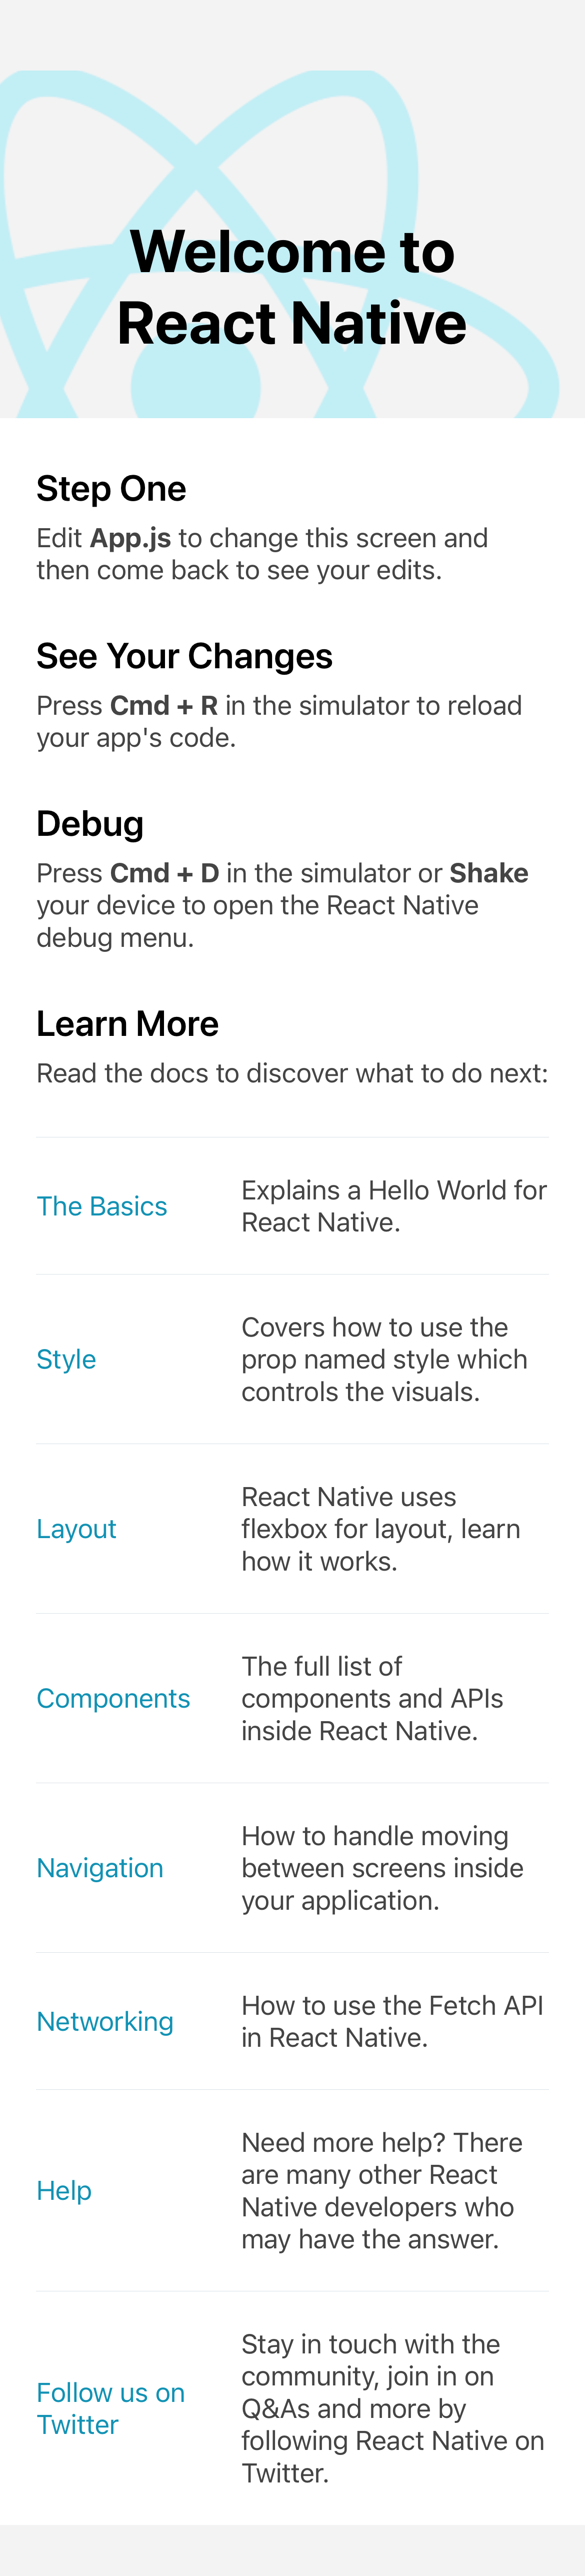 Welcome to
React Native
Step One
Edit App.js to change this screen and
then come back to see your edits.
See Your Changes
Press Cmd + R in the simulator to reload
your app's code.
Debug
Press Cmd + D in the simulator or Shake
your device to open the React Native
debug menu.
Learn More
Read the docs to discover what to do next:
The Basics
Explains a Hello World for
React Native.
Style
Covers how to use the
prop named style which
controls the visuals.
Layout
React Native uses
flexbox for layout, learn
how it works.
Components
The full list of
components and APIs
inside React Native.
Navigation
How to handle moving
between screens inside
your application.
Networking
How to use the Fetch API
in React Native.
Help
Need more help? There
are many other React
Native developers who
may have the answer.
Follow us on
Twitter
Stay in touch with the
community, join in on
Q&As and more by
following React Native on
Twitter.